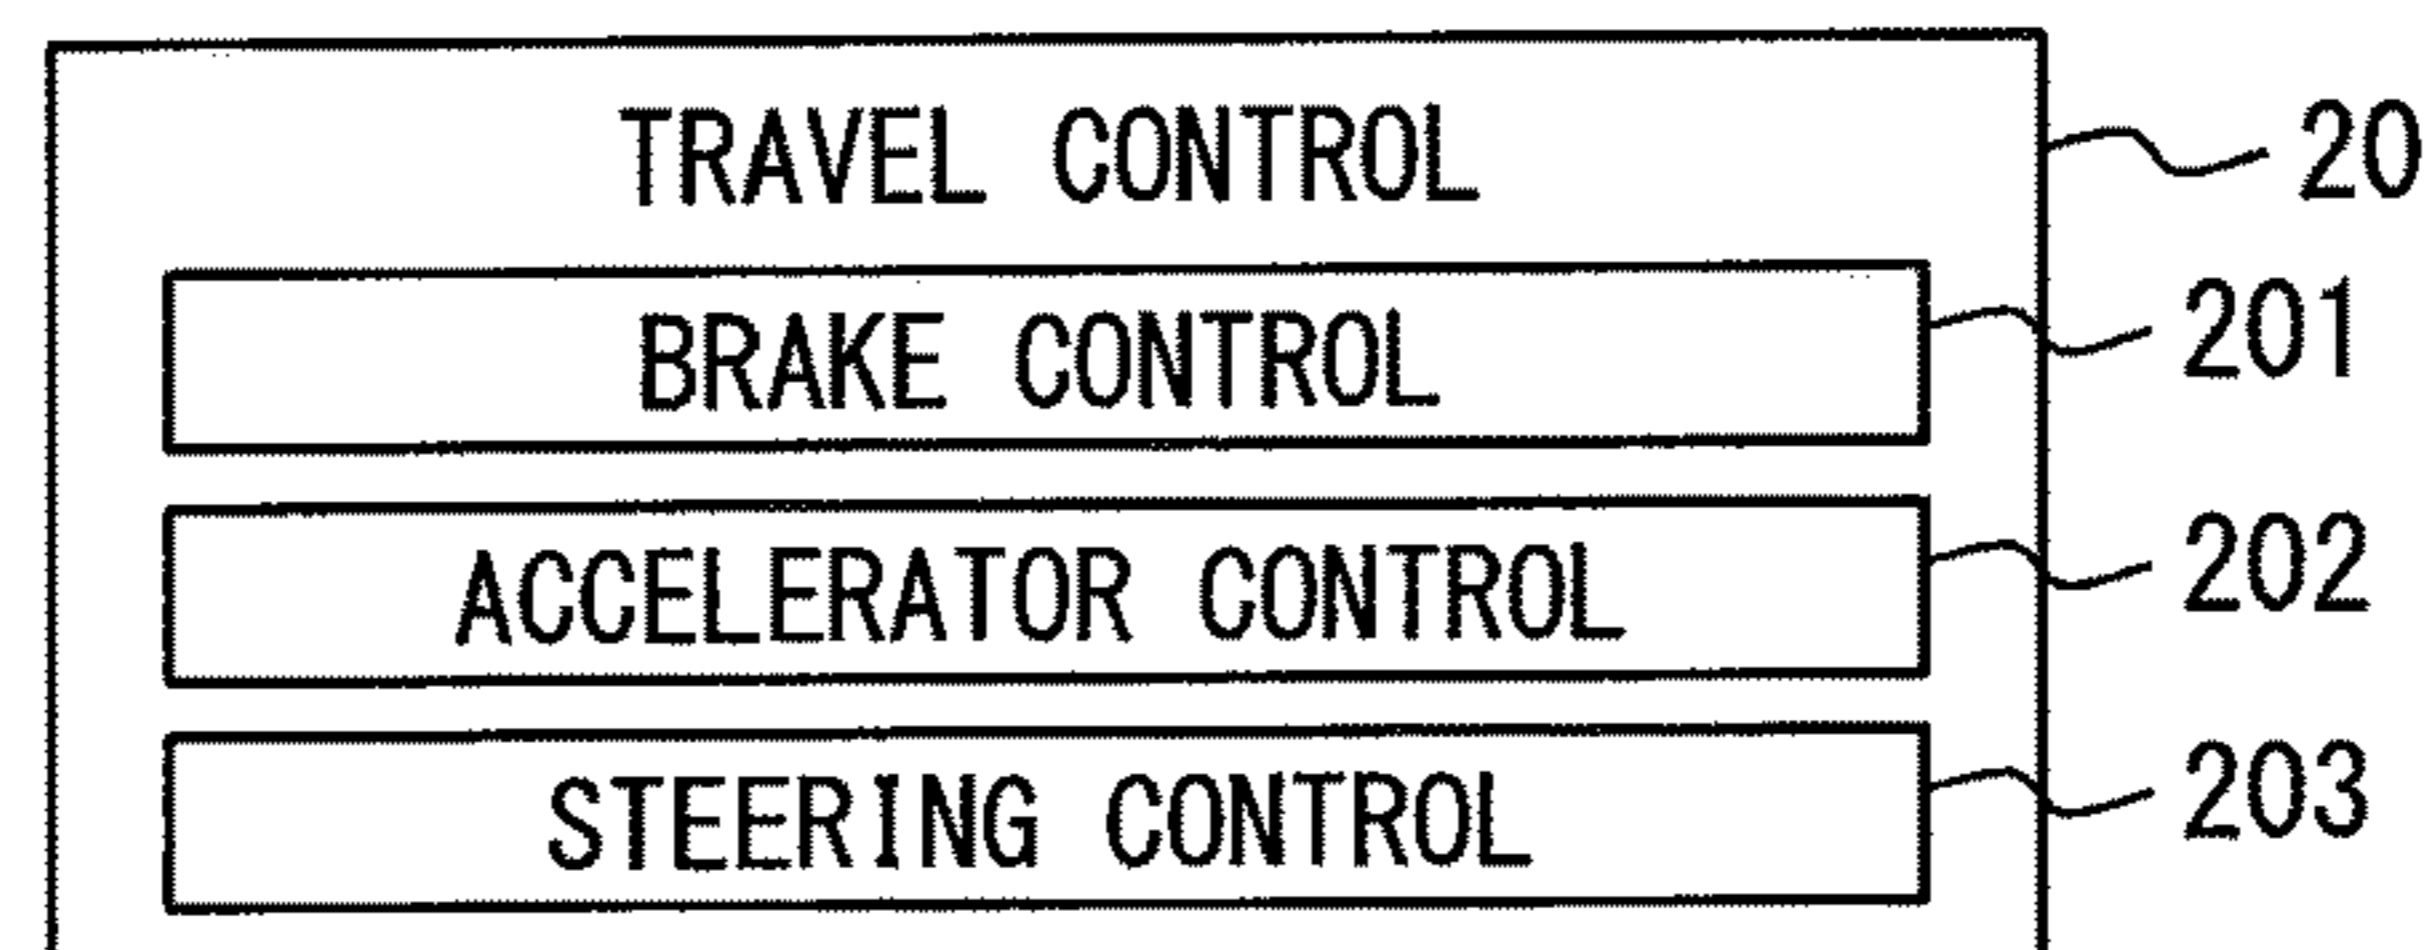 TRAVEL CONTROL 20
BRAKE CONTROL 201
ACCELERATOR CONTROL 202
STEERING CONTROL 203